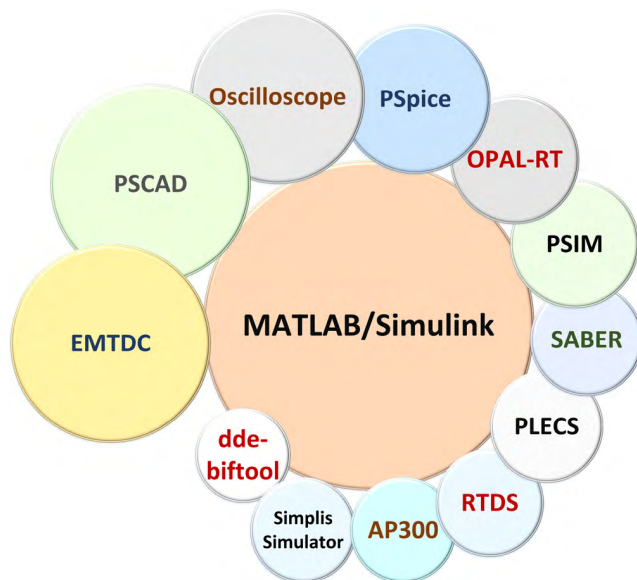 Oscilloscope
PSpice
OPAL-RT
PSCAD
PSIM
MATLAB/Simulink
EMTDC
SABER
PLECS
dde-
biftool
RTDS
Simplis
Simulator
AP300